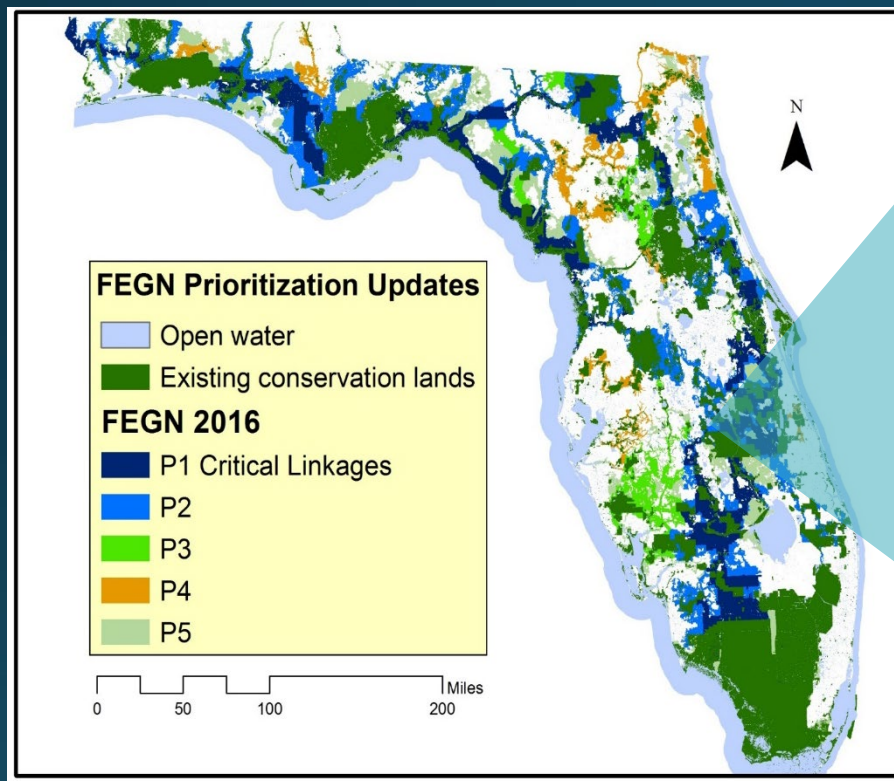 N
FEGN Prioritization Updates
Open water
Existing conservation lands
FEGN 2016
P1 Critical Linkages
P2
P3
P4
P5
Miles
0 50 100 200